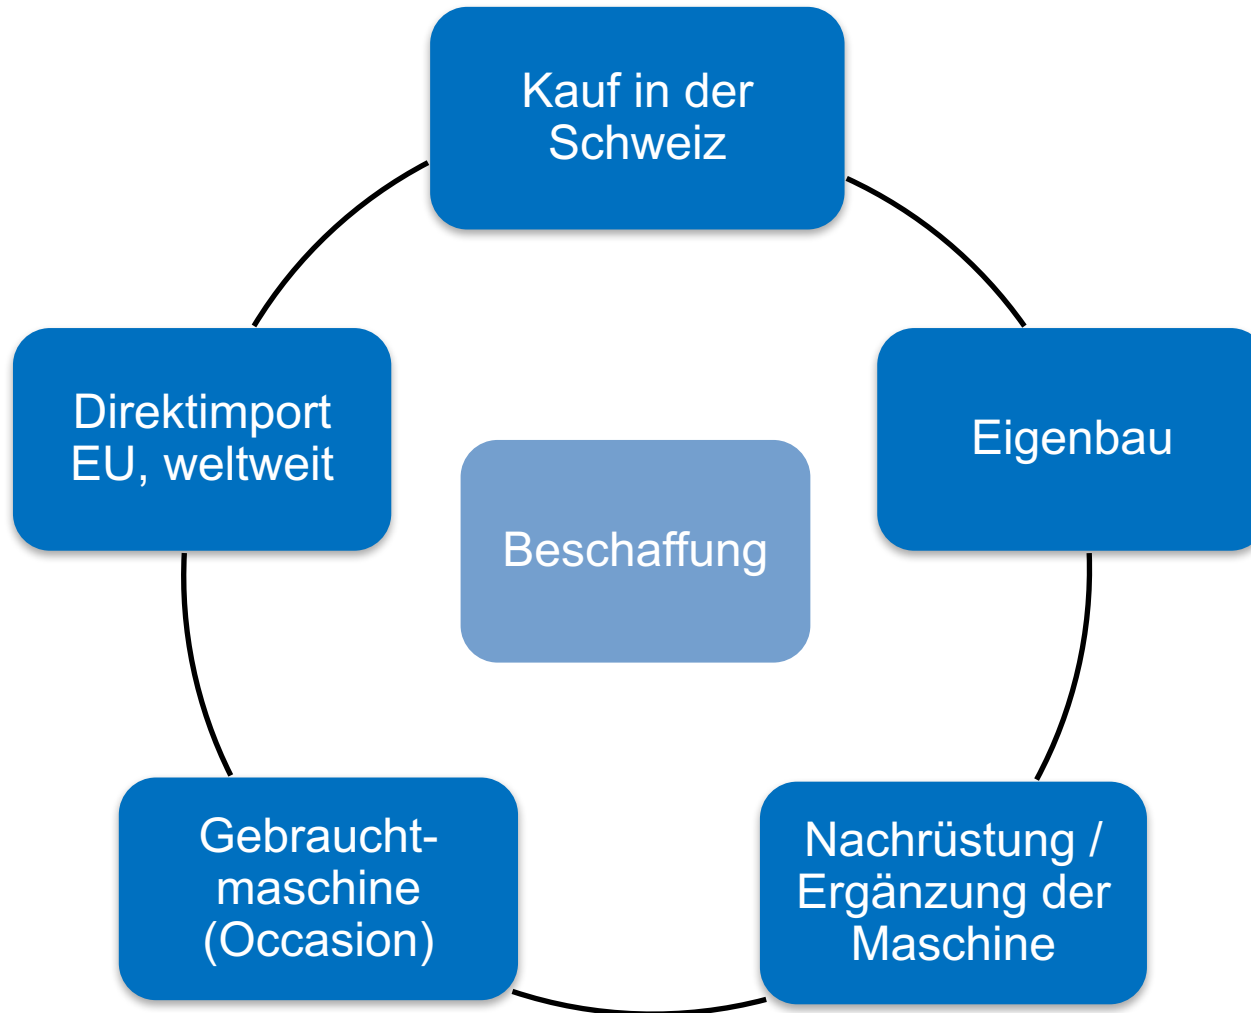 Kauf in der
Schweiz
Direktimport
EU, weltweit
Eigenbau
Beschaffung
Gebraucht-
maschine
(Occasion)
Nachrüstung /
Ergänzung der
Maschine